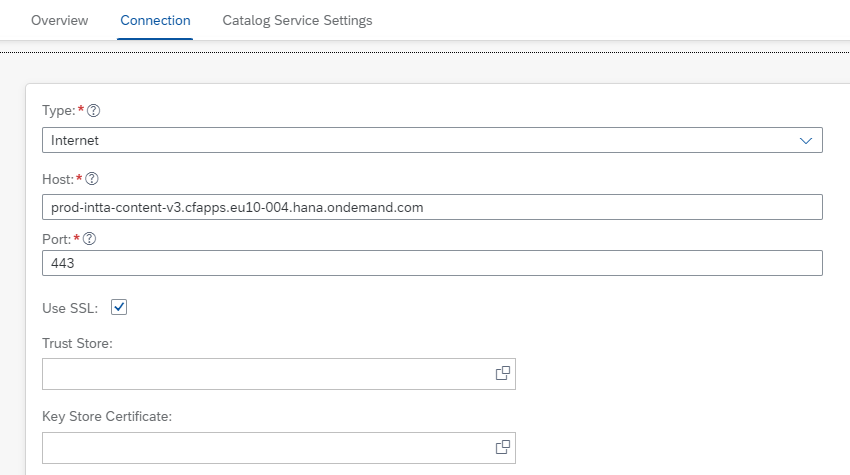 Overview Connection Catalog Service Settings
Type:*
Internet
Host:*
prod-intta-content-v3.cfapps.eu10-004.hana.ondemand.com
Port:*
443
Use SSL:
Trust Store:
Key Store Certificate: